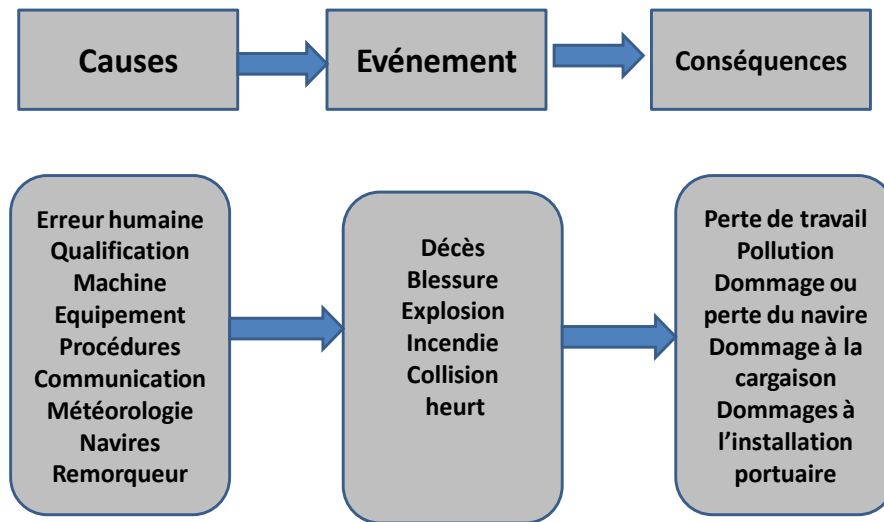 Causes
Evénement
Conséquences
Erreur humaine
Qualification
Machine
Equipement
Procédures
Communication
Météorologie
Navires
Remorqueur
Décès
Blessure
Explosion
Incendie
Collision
heurt
Perte de travail
Pollution
Dommage ou
perte du navire
Dommage à la
cargaison
Dommages à
l’installation
portuaire